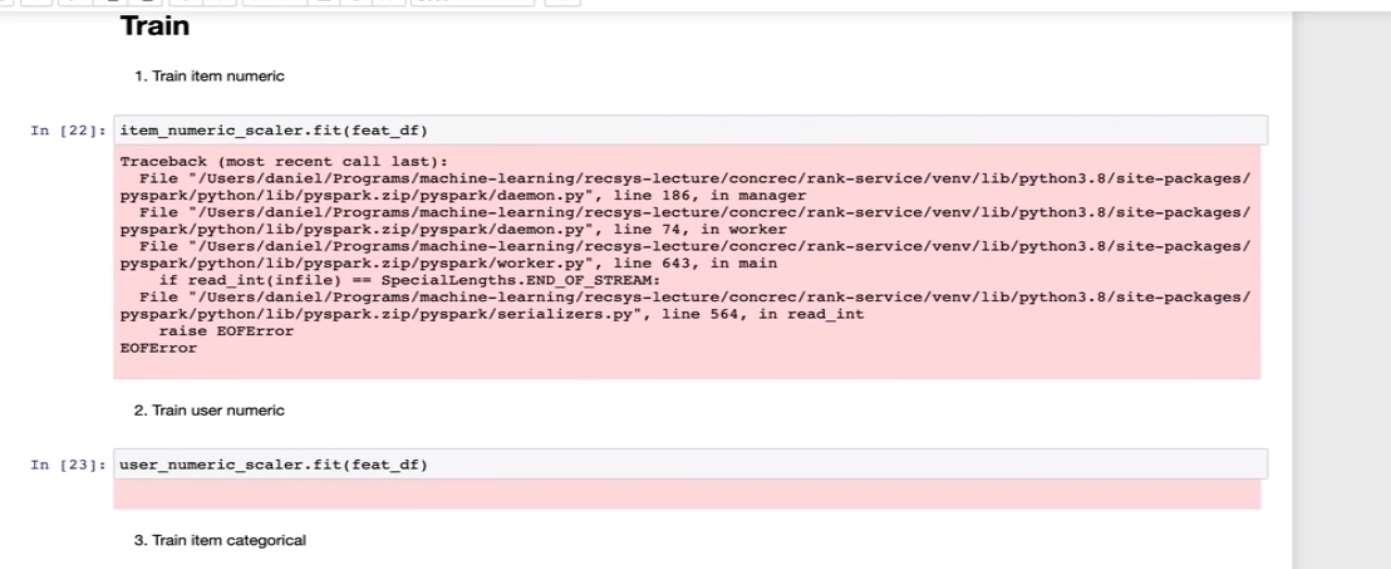 Train
1. Train item numeric
In [22]: item_numeric_scaler.fit(feat_df)
Traceback (most recent call last):
  File "/Users/daniel/Programs/machine-learning/recsys-lecture/concrec/rank-service/venv/lib/python3.8/site-packages/
pyspark/python/lib/pyspark.zip/pyspark/daemon.py", line 186, in manager
  File "/Users/daniel/Programs/machine-learning/recsys-lecture/concrec/rank-service/venv/lib/python3.8/site-packages/
pyspark/python/lib/pyspark.zip/pyspark/daemon.py", line 74, in worker
  File "/Users/daniel/Programs/machine-learning/recsys-lecture/concrec/rank-service/venv/lib/python3.8/site-packages/
pyspark/python/lib/pyspark.zip/pyspark/worker.py", line 643, in main
    if read_int(infile) == SpecialLengths.END_OF_STREAM:
  File "/Users/daniel/Programs/machine-learning/recsys-lecture/concrec/rank-service/venv/lib/python3.8/site-packages/
pyspark/python/lib/pyspark.zip/pyspark/serializers.py", line 564, in read_int
    raise EOFError
EOFError
2. Train user numeric
In [23]: user_numeric_scaler.fit(feat_df)
3. Train item categorical